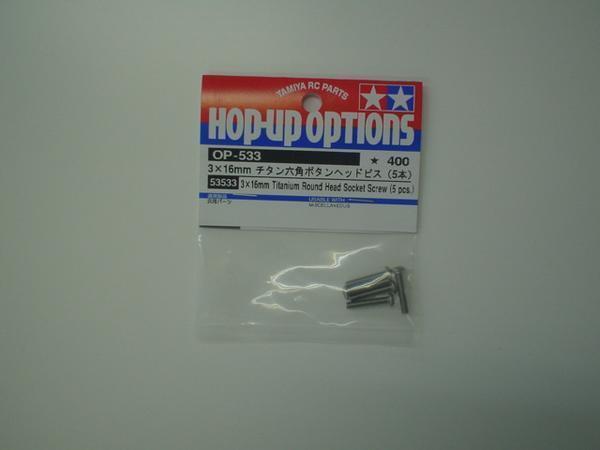 TAMIYA RC PARTS
HOP-UP OPTIONS
OP-533
★ 400
3×16mm チタン六角ボタンヘッドビス (5本)
53533 3×16mm Titanium Round Head Socket Screw (5 pcs.)
USABLE WITH
MISCELLANEOUS